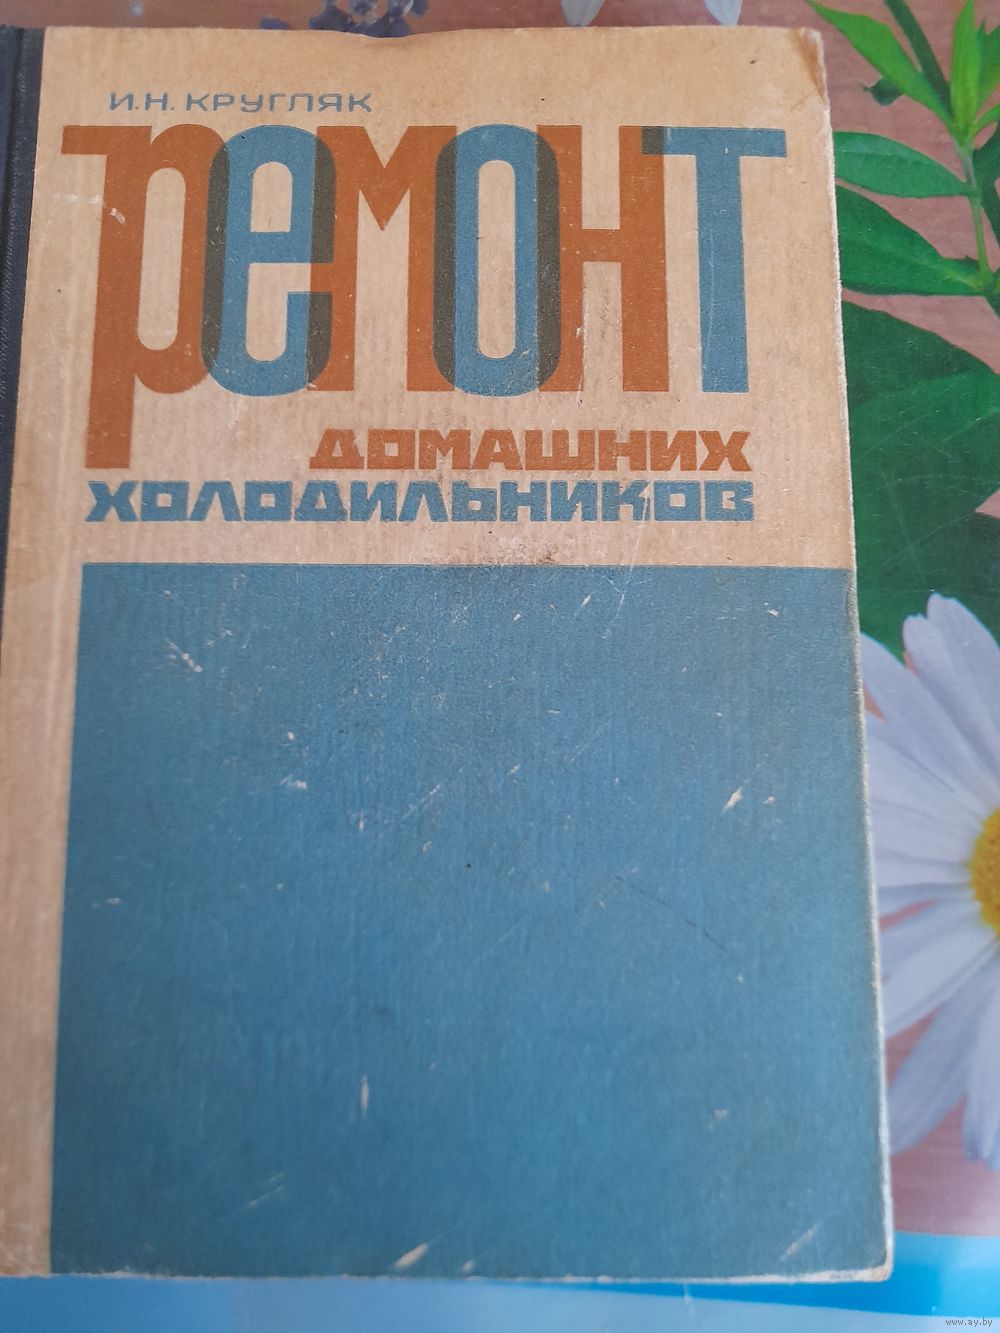 И.Н. КРУГЛЯК
РЕМОНТ
ДОМАШНИХ
ХОЛОДИЛЬНИКОВ
www.ay.by